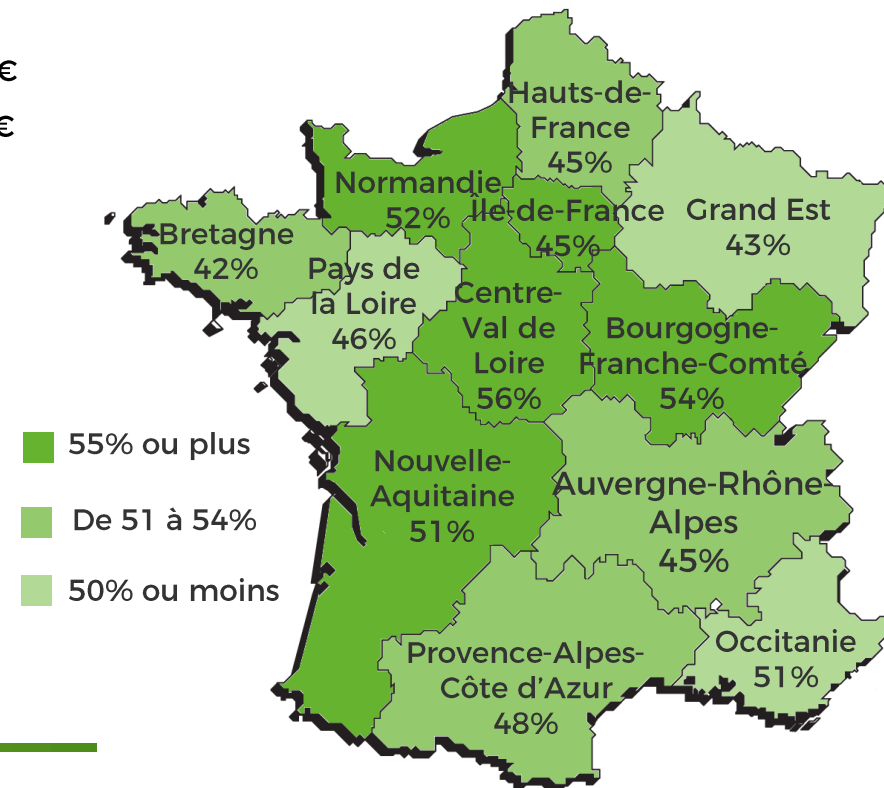 €
€
Hauts-de-
France
45%
Normandie
52%
Île-de-France
45%
Grand Est
43%
Bretagne
42%
Pays de
la Loire
46%
Centre-
Val de
Loire
56%
Bourgogne-
Franche-Comté
54%
55% ou plus
De 51 à 54%
50% ou moins
Nouvelle-
Aquitaine
51%
Auvergne-Rhône-
Alpes
45%
Provence-Alpes-
Côte d’Azur
48%
Occitanie
51%